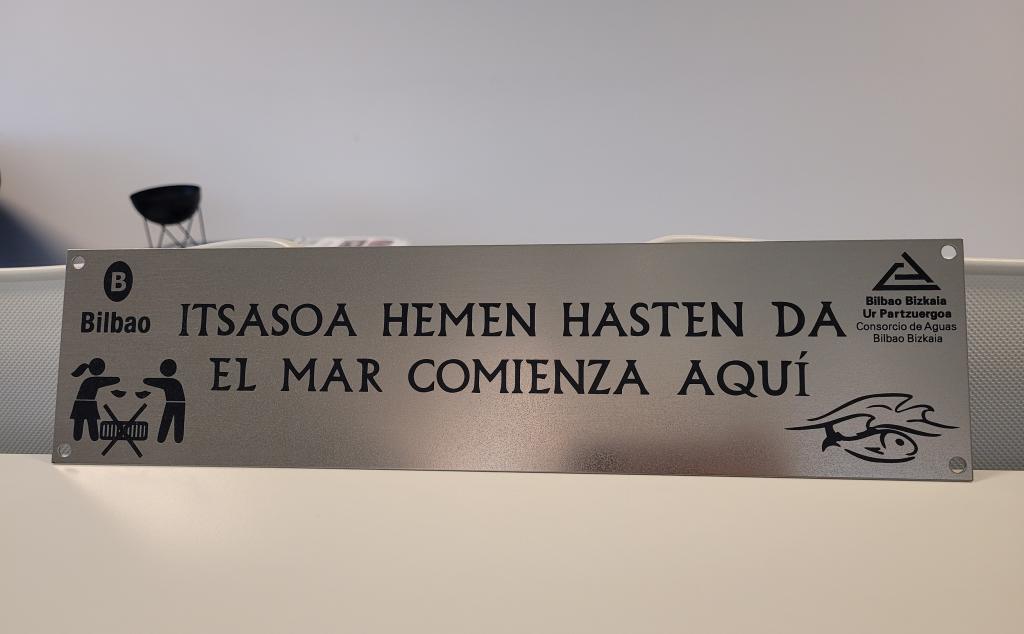 B
Bilbao
ITSASOA HEMEN HASTEN DA
EL MAR COMIENZA AQUÍ
Bilbao Bizkaia
Ur Partzuergoa
Consorcio de Aguas
Bilbao Bizkaia